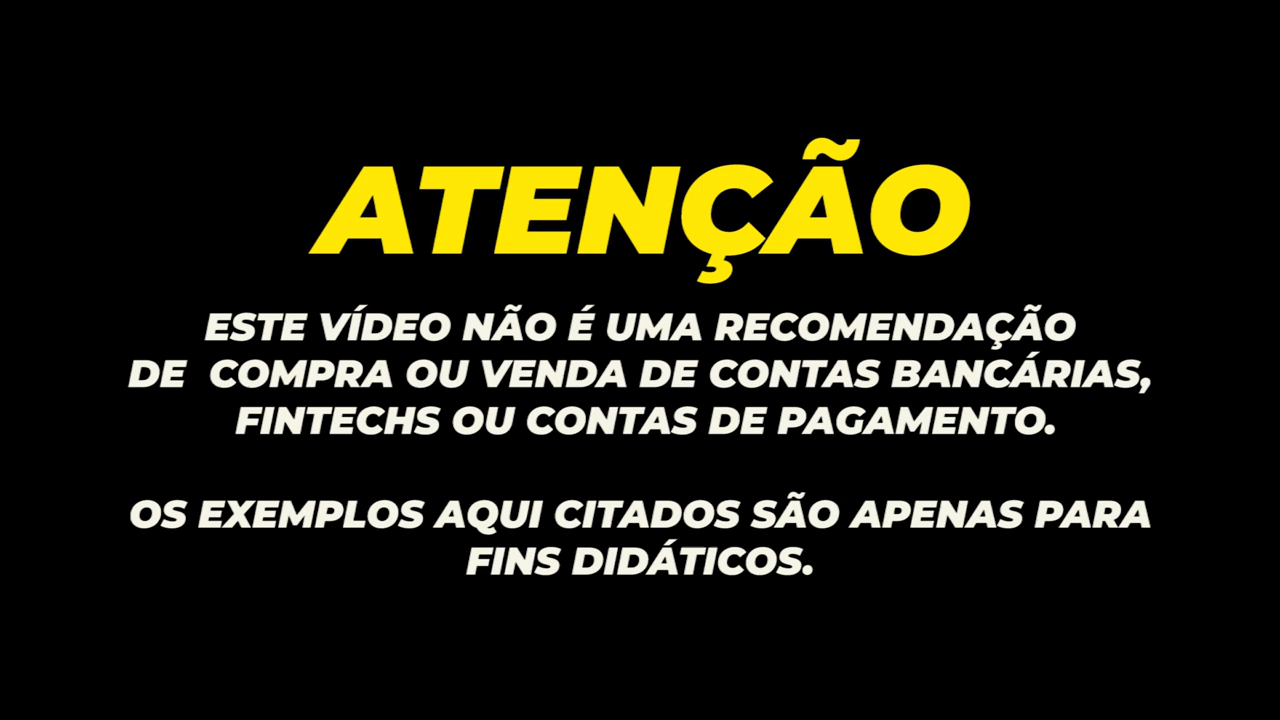 ATENÇÃO
ESTE VÍDEO NÃO É UMA RECOMENDAÇÃO
DE COMPRA OU VENDA DE CONTAS BANCÁRIAS,
FINTECHS OU CONTAS DE PAGAMENTO.
OS EXEMPLOS AQUI CITADOS SÃO APENAS PARA
FINS DIDÁTICOS.